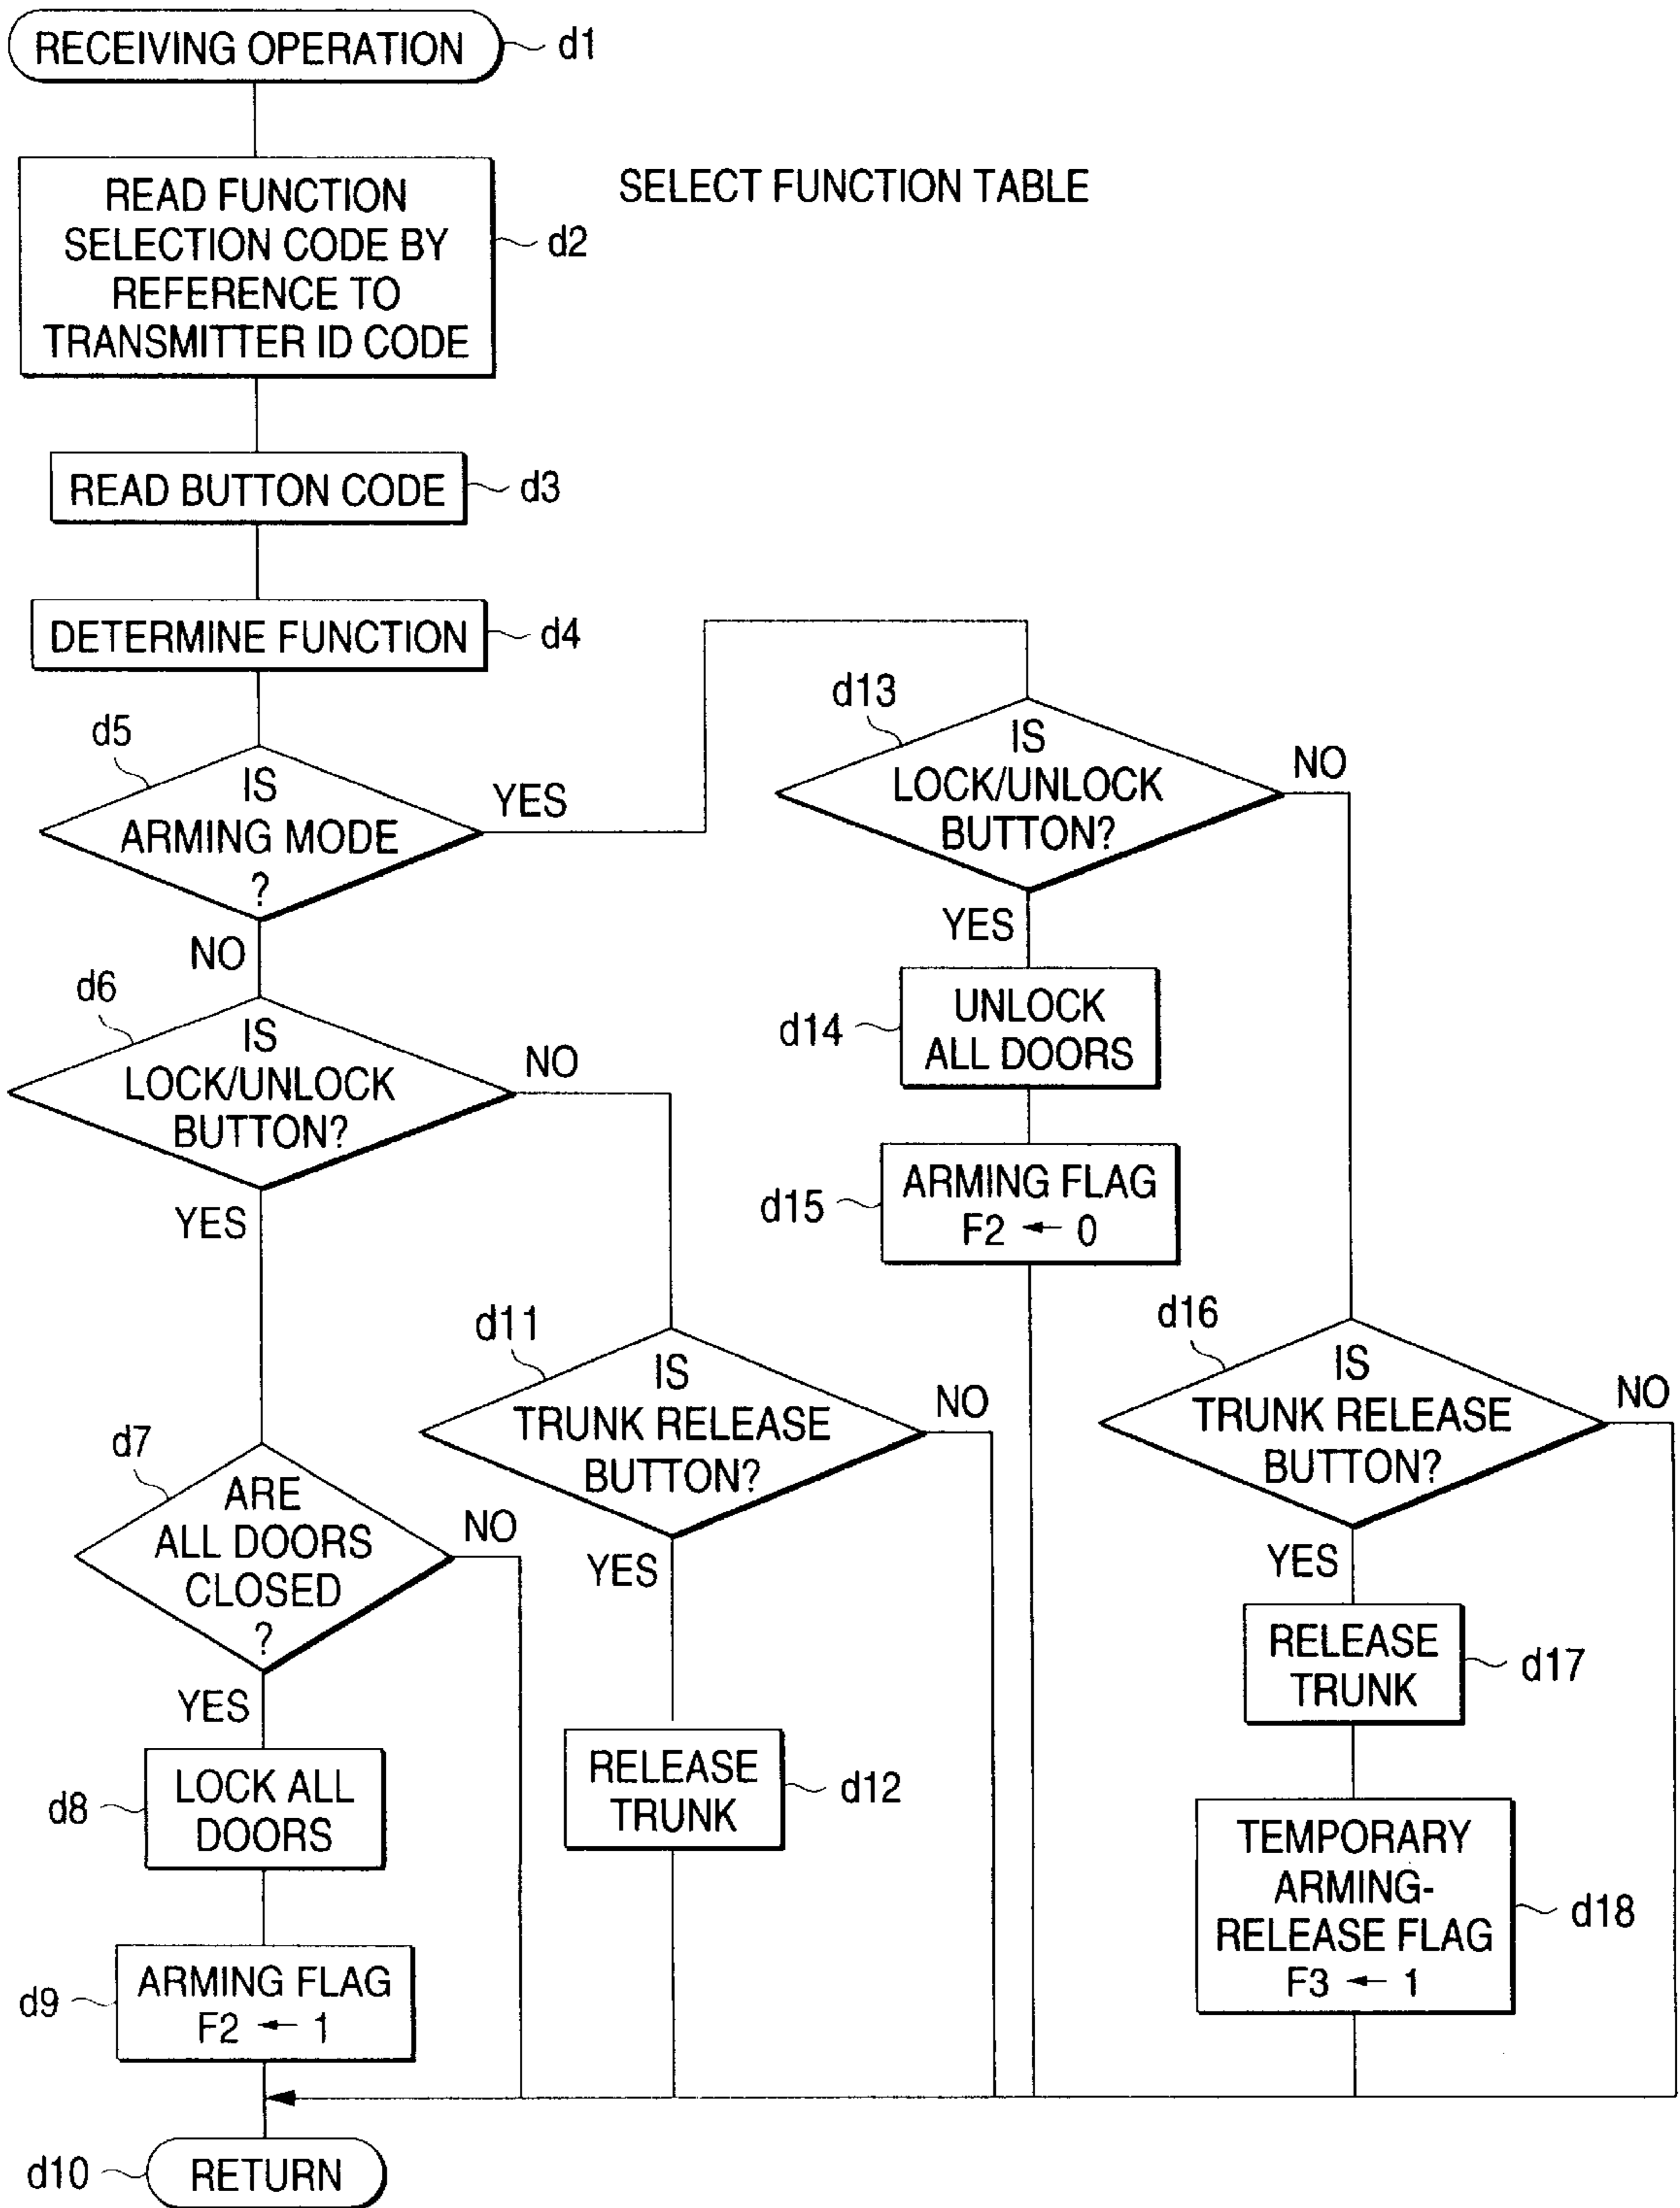 RECEIVING OPERATION
d1
READ FUNCTION
SELECTION CODE BY
REFERENCE TO
TRANSMITTER ID CODE
d2
SELECT FUNCTION TABLE
READ BUTTON CODE
d3
DETERMINE FUNCTION
d4
d5
IS
ARMING MODE
?
YES
NO
d6
IS
LOCK/UNLOCK
BUTTON?
NO
YES
d7
ARE
ALL DOORS
CLOSED
?
NO
YES
d8
LOCK ALL
DOORS
d9
ARMING FLAG
F2 ← 1
d10
RETURN
d11
IS
TRUNK RELEASE
BUTTON?
NO
YES
RELEASE
TRUNK
d12
d13
IS
LOCK/UNLOCK
BUTTON?
NO
YES
d14
UNLOCK
ALL DOORS
d15
ARMING FLAG
F2 ← 0
d16
IS
TRUNK RELEASE
BUTTON?
NO
YES
RELEASE
TRUNK
d17
TEMPORARY
ARMING-
RELEASE FLAG
F3 ← 1
d18